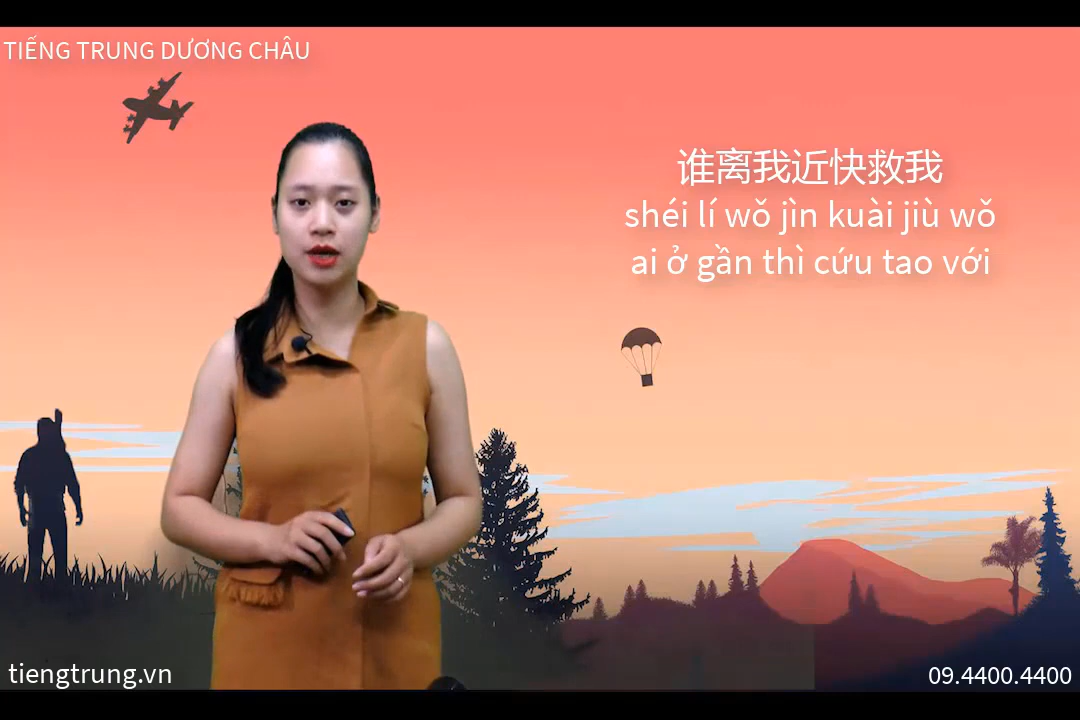 TIẾNG TRUNG DƯƠNG CHÂU
谁离我近快救我
shéi lí wǒ jìn kuài jiù wǒ
ai ở gần thì cứu tao với
tiengtrung.vn
09.4400.4400